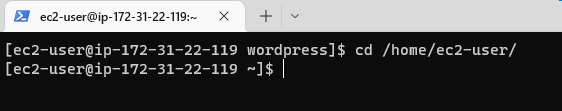 ec2-user@ip-172-31-22-119:~
[ec2-user@ip-172-31-22-119 wordpress]$ cd /home/ec2-user/
[ec2-user@ip-172-31-22-119 ~]$